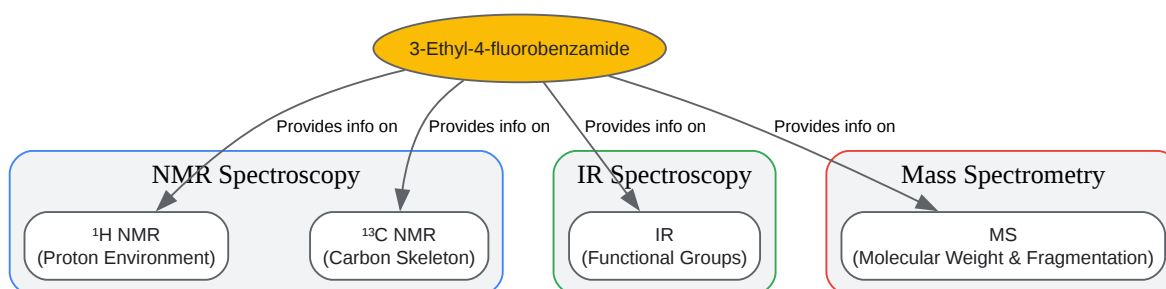 3-Ethyl-4-fluorobenzamide
Provides info on
Provides info on
Provides info on
Provides info on
NMR Spectroscopy
IR Spectroscopy
Mass Spectrometry
¹H NMR
(Proton Environment)
¹³C NMR
(Carbon Skeleton)
IR
(Functional Groups)
MS
(Molecular Weight & Fragmentation)